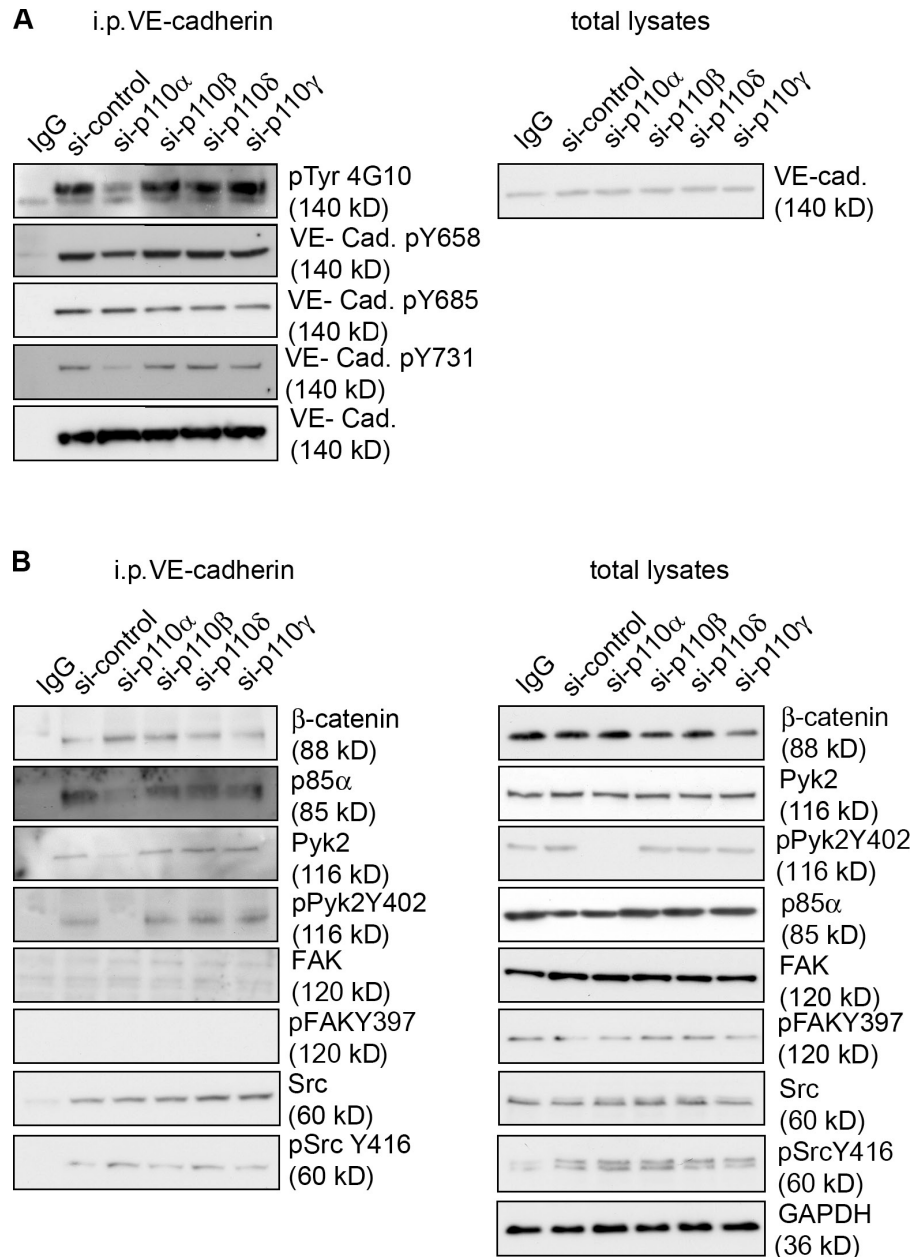 A
i.p.VE-cadherin
total lysates
IgG
si-control
si-p110α
si-p110β
si-p110δ
si-p110γ
IgG
si-control
si-p110α
si-p110β
si-p110δ
si-p110γ
pTyr 4G10
(140 kD)
VE- Cad. pY658
(140 kD)
VE- Cad. pY685
(140 kD)
VE- Cad. pY731
(140 kD)
VE- Cad.
(140 kD)
VE-cad.
(140 kD)
B
i.p.VE-cadherin
total lysates
IgG
si-control
si-p110α
si-p110β
si-p110δ
si-p110γ
IgG
si-control
si-p110α
si-p110β
si-p110δ
si-p110γ
β-catenin
(88 kD)
p85α
(85 kD)
Pyk2
(116 kD)
pPyk2Y402
(116 kD)
FAK
(120 kD)
pFAKY397
(120 kD)
Src
(60 kD)
pSrc Y416
(60 kD)
β-catenin
(88 kD)
Pyk2
(116 kD)
pPyk2Y402
(116 kD)
p85α
(85 kD)
FAK
(120 kD)
pFAKY397
(120 kD)
Src
(60 kD)
pSrcY416
(60 kD)
GAPDH
(36 kD)